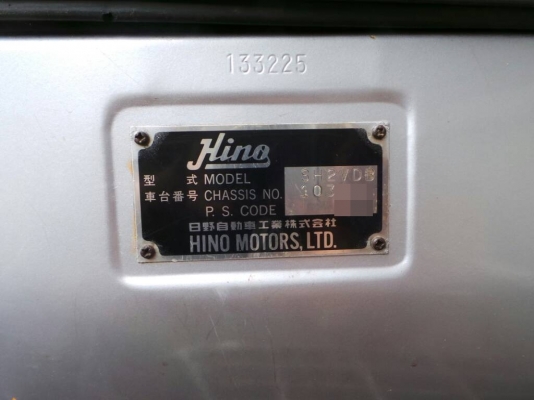 133225
Hino
型 式 MODEL
車台番号 CHASSIS NO.
P. S. CODE
日野自動車工業株式会社
HINO MOTORS, LTD.